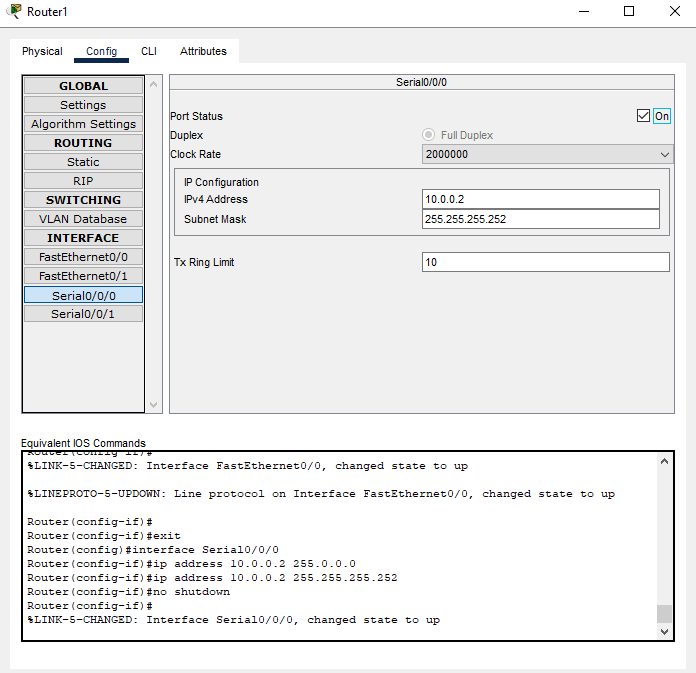 Router1
Physical Config CLI Attributes
GLOBAL
Settings
Algorithm Settings
ROUTING
Static
RIP
SWITCHING
VLAN Database
INTERFACE
FastEthernet0/0
FastEthernet0/1
Serial0/0/0
Serial0/0/1
Serial0/0/0
Port Status On
Duplex Full Duplex
Clock Rate 2000000
IP Configuration
IPv4 Address 10.0.0.2
Subnet Mask 255.255.255.252
Tx Ring Limit 10
Equivalent IOS Commands
Router(config-if)#
%LINK-5-CHANGED: Interface FastEthernet0/0, changed state to up
%LINEPROTO-5-UPDOWN: Line protocol on Interface FastEthernet0/0, changed state to up
Router(config-if)#
Router(config-if)#exit
Router(config)#interface Serial0/0/0
Router(config-if)#ip address 10.0.0.2 255.0.0.0
Router(config-if)#ip address 10.0.0.2 255.255.255.252
Router(config-if)#no shutdown
Router(config-if)#
%LINK-5-CHANGED: Interface Serial0/0/0, changed state to up